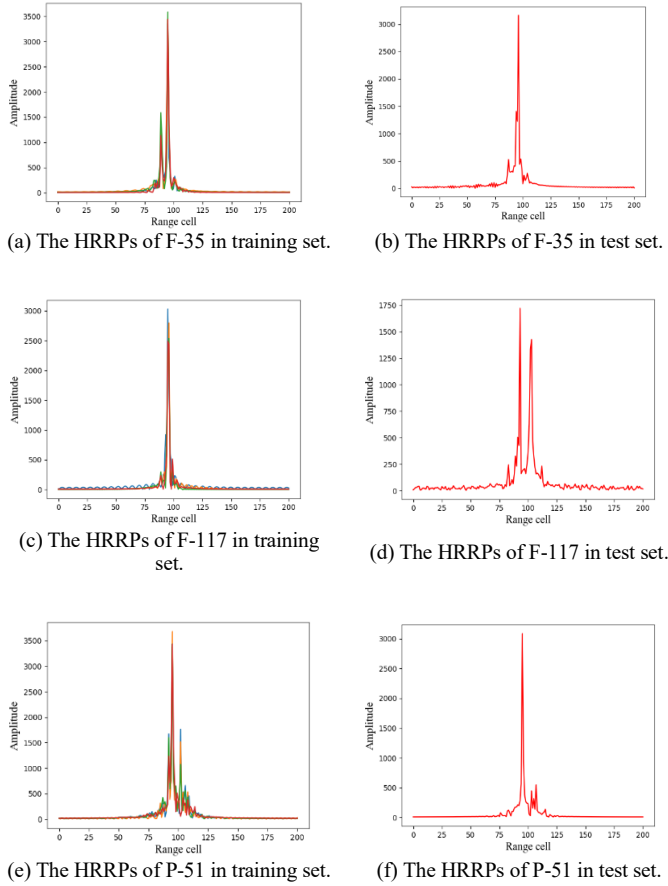 3500
3000
2500
2000
1500
1000
500
0
Amplitude
0 25 50 75 100 125 150 175 200
Range cell
(a) The HRRPs of F-35 in training set.
3000
2500
2000
1500
1000
500
0
Amplitude
0 25 50 75 100 125 150 175 200
Range cell
(b) The HRRPs of F-35 in test set.
3000
2500
2000
1500
1000
500
0
Amplitude
0 25 50 75 100 125 150 175 200
Range cell
(c) The HRRPs of F-117 in training
set.
1750
1500
1250
1000
750
500
250
0
Amplitude
0 25 50 75 100 125 150 175 200
Range cell
(d) The HRRPs of F-117 in test set.
3500
3000
2500
2000
1500
1000
500
0
Amplitude
0 25 50 75 100 125 150 175 200
Range cell
(e) The HRRPs of P-51 in training set.
3000
2500
2000
1500
1000
500
0
Amplitude
0 25 50 75 100 125 150 175 200
Range cell
(f) The HRRPs of P-51 in test set.